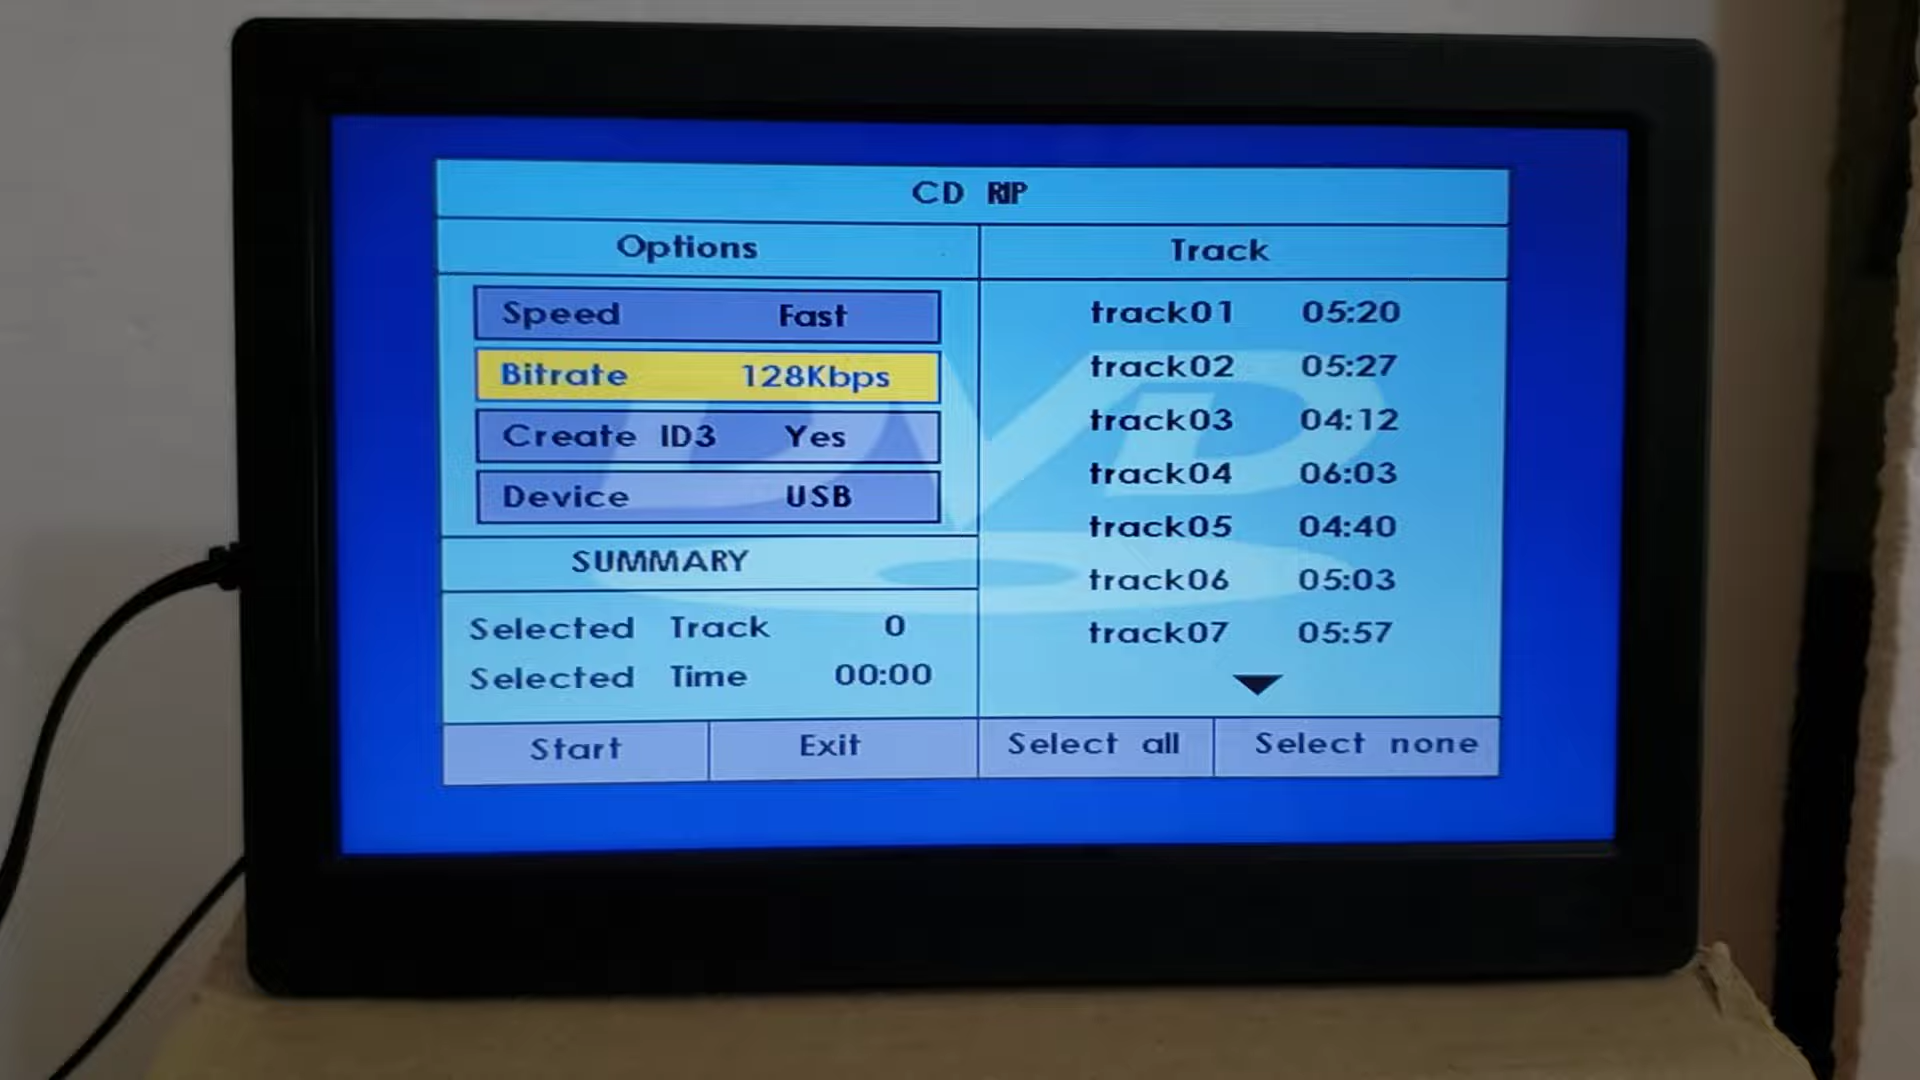 CD RIP
Options
Speed Fast
Bitrate 128Kbps
Create ID3 Yes
Device USB
SUMMARY
Selected Track 0
Selected Time 00:00
Start Exit
Track
track01 05:20
track02 05:27
track03 04:12
track04 06:03
track05 04:40
track06 05:03
track07 05:57
Select all Select none
DVD